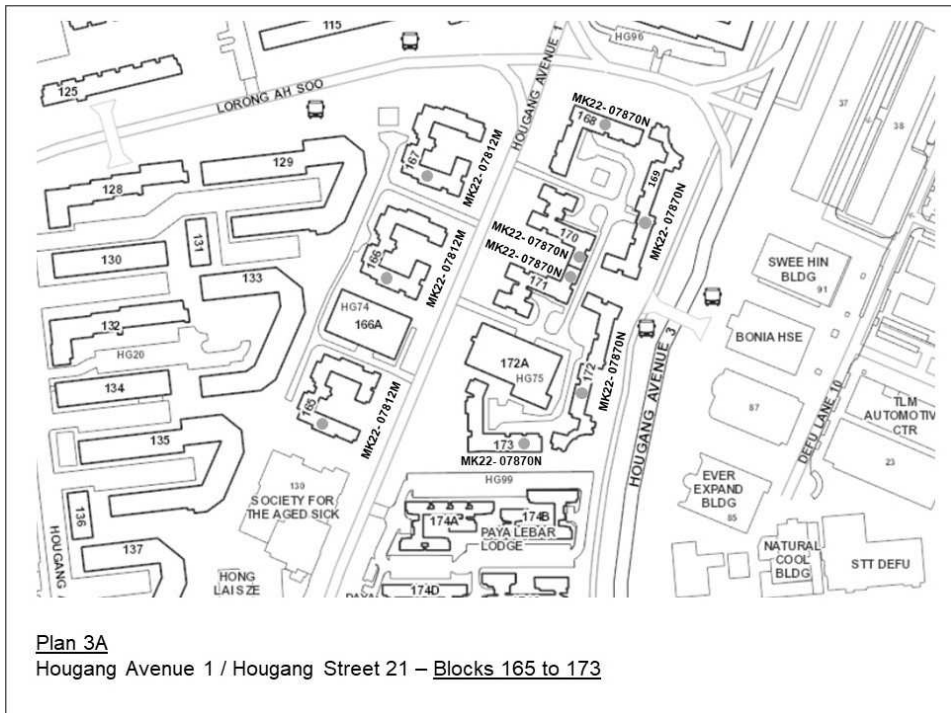 115
HG96
125
LORONG AH SOO
HOUGANG AVENUE 1
37
38
MK22- 07870N
168
167
MK22- 07812M
129
128
169
MK22- 07870N
131
130
170
MK22- 07870N
MK22- 07870N
171
166
MK22- 07812M
133
SWEE HIN
BLDG
91
HG74
166A
132
HG20
BONIA HSE
172A
HG75
172
MK22- 07870N
134
165
MK22- 07812M
HOUGANG AVENUE 3
DEFU LANE 10
TLM
AUTOMOTIVE
CTR
23
135
173
MK22- 07870N
HG99
130
SOCIETY FOR
THE AGED SICK
EVER
EXPAND
BLDG
85
136
174A
174B
PAYA LEBAR
LODGE
137
HOUGANG
HONG
LAISZE
174D
NATURAL
COOL
BLDG
STT DEFU
Plan 3A
Hougang Avenue 1 / Hougang Street 21 – Blocks 165 to 173